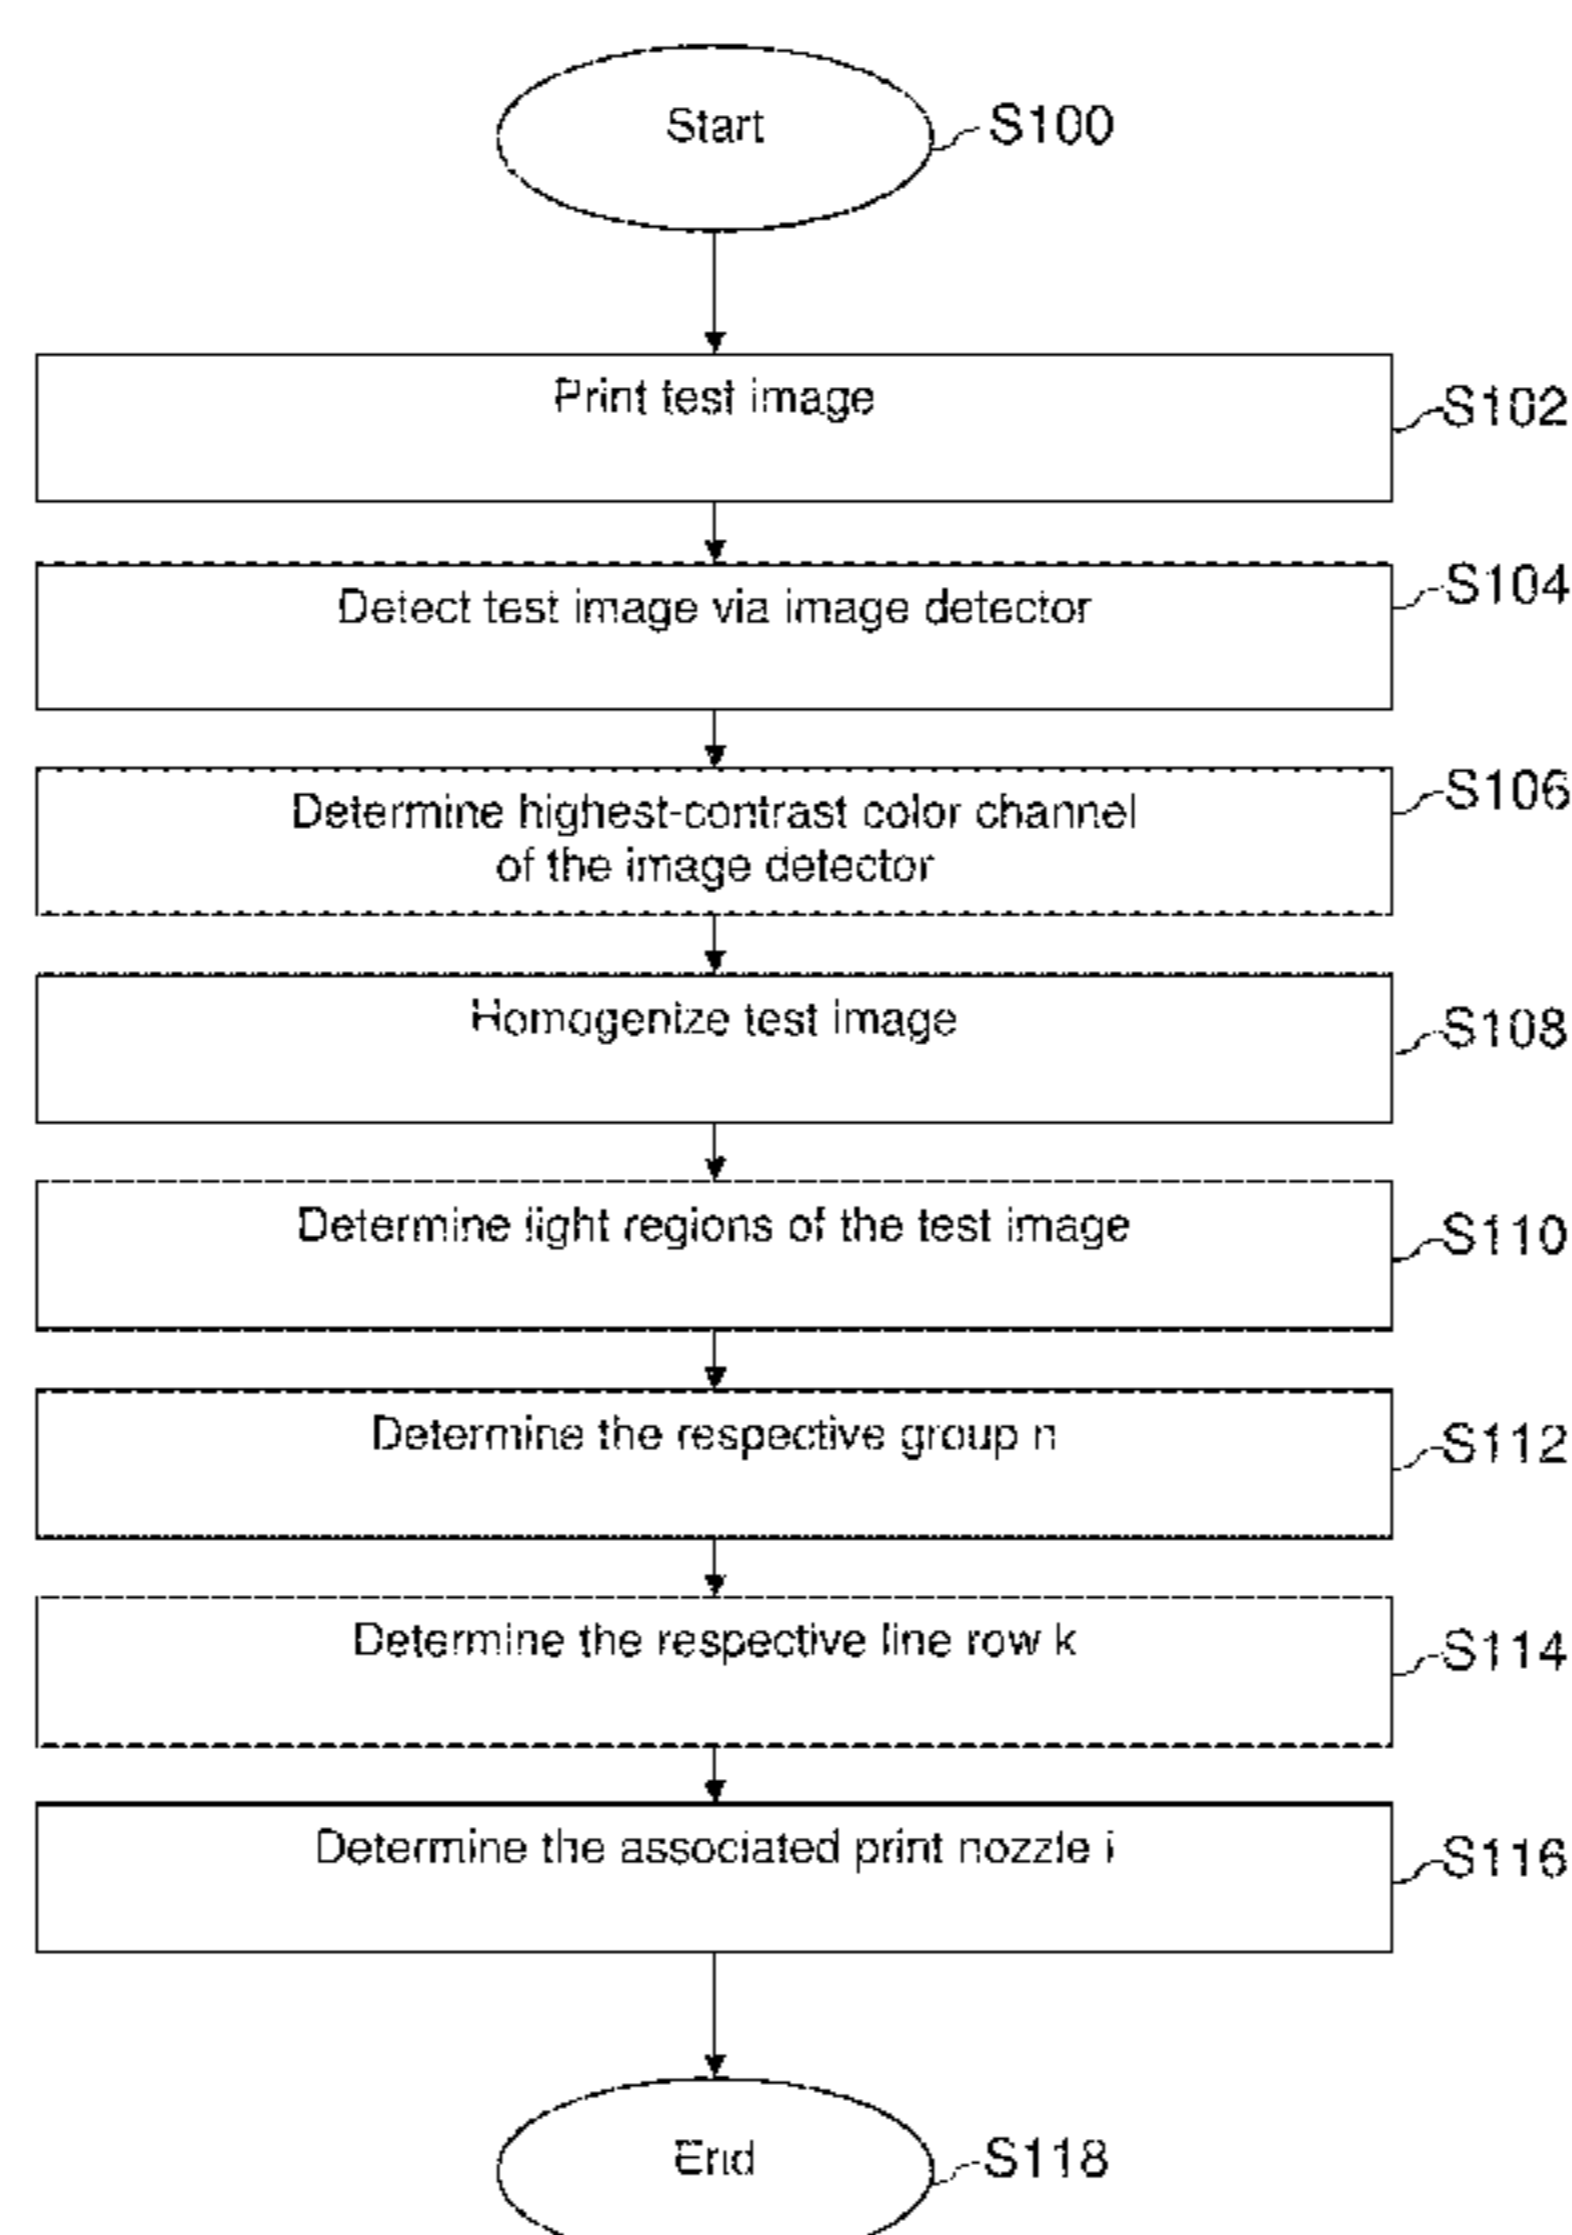 Start
S100
Print test image
S102
Detect test image via image detector
S104
Determine highest-contrast color channel
of the image detector
S106
Homogenize test image
S108
Determine light regions of the test image
S110
Determine the respective group n
S112
Determine the respective line row k
S114
Determine the associated print nozzle i
S116
End
S118